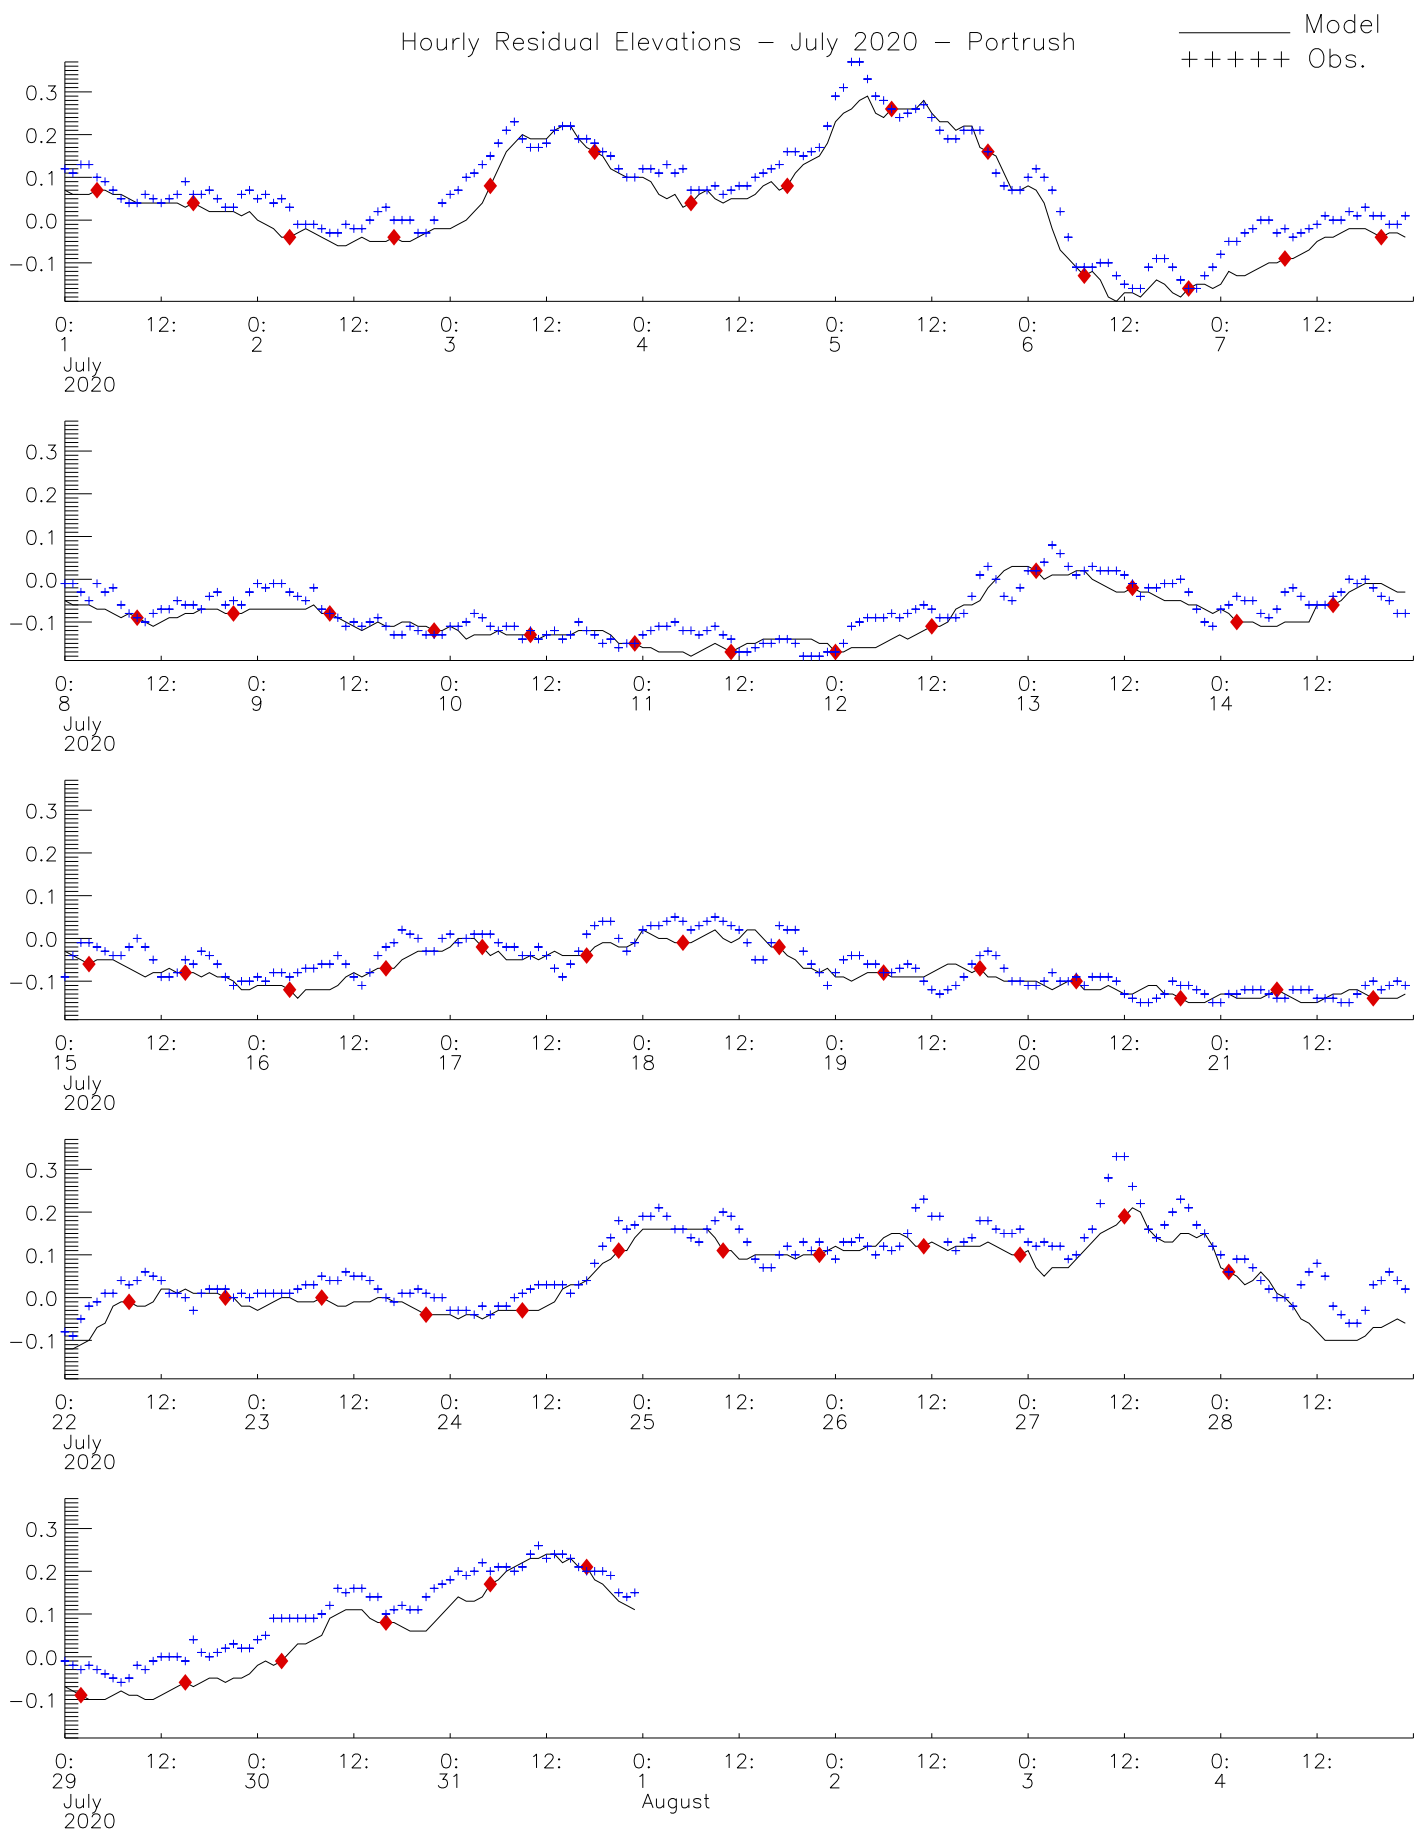 Hourly Residual Elevations – July 2020 – Portrush
Model
+++++ Obs.
0.3
0.2
0.1
0.0
−0.1
0: 12: 0: 12: 0: 12: 0: 12: 0: 12: 0: 12: 0: 12:
1 2 3 4 5 6 7
July
2020
0.3
0.2
0.1
0.0
−0.1
0: 12: 0: 12: 0: 12: 0: 12: 0: 12: 0: 12: 0: 12:
8 9 10 11 12 13 14
July
2020
0.3
0.2
0.1
0.0
−0.1
0: 12: 0: 12: 0: 12: 0: 12: 0: 12: 0: 12: 0: 12:
15 16 17 18 19 20 21
July
2020
0.3
0.2
0.1
0.0
−0.1
0: 12: 0: 12: 0: 12: 0: 12: 0: 12: 0: 12: 0: 12:
22 23 24 25 26 27 28
July
2020
0.3
0.2
0.1
0.0
−0.1
0: 12: 0: 12: 0: 12: 0: 12: 0: 12: 0: 12: 0: 12:
29 30 31 1 2 3 4
July August
2020